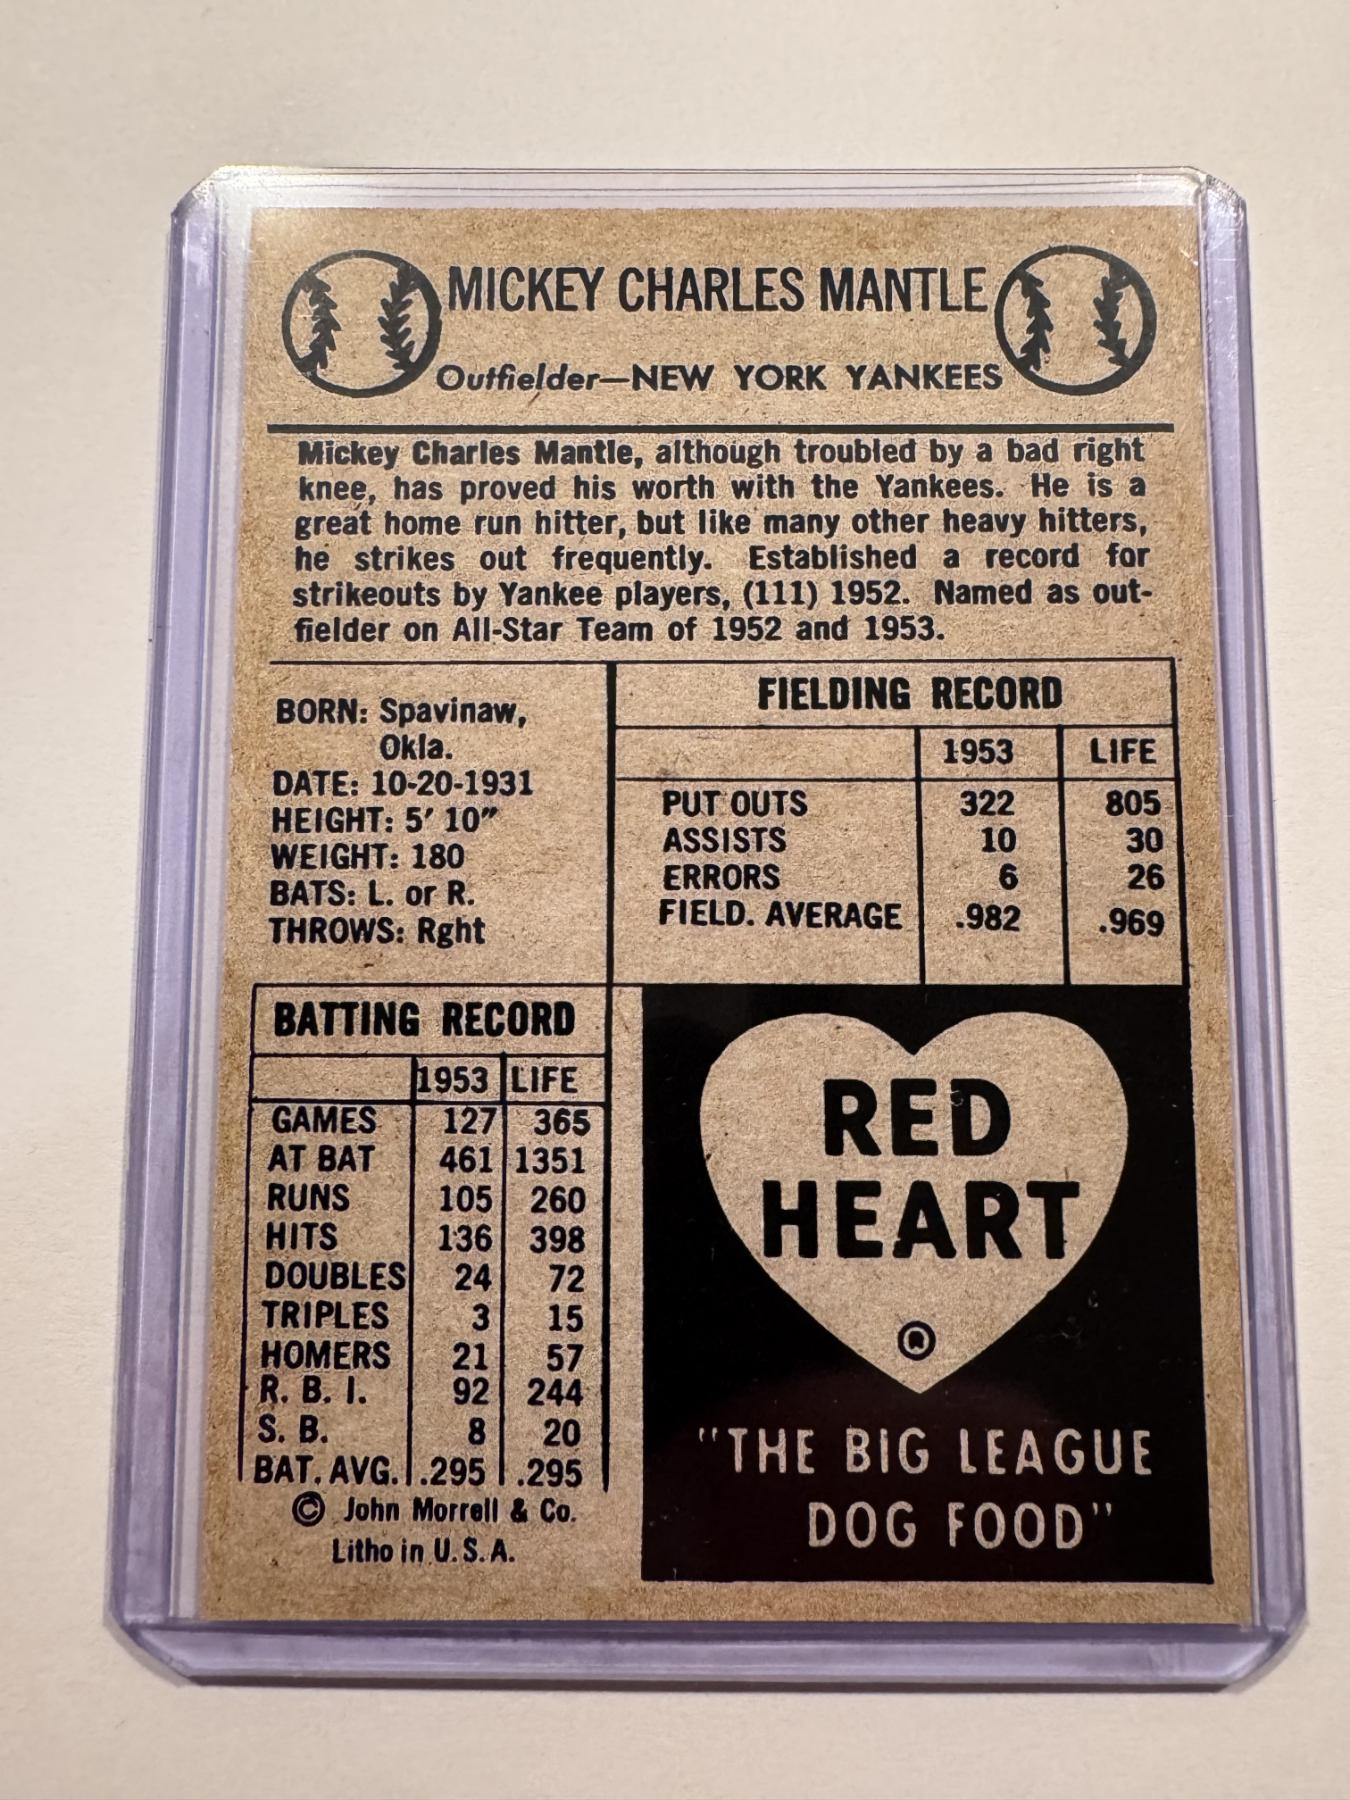 MICKEY CHARLES MANTLE
Outfielder—NEW YORK YANKEES
Mickey Charles Mantle, although troubled by a bad right
knee, has proved his worth with the Yankees. He is a
great home run hitter, but like many other heavy hitters,
he strikes out frequently. Established a record for
strikeouts by Yankee players, (111) 1952. Named as out-
fielder on All-Star Team of 1952 and 1953.
BORN: Spavinaw,
Okla.
DATE: 10-20-1931
HEIGHT: 5' 10"
WEIGHT: 180
BATS: L. or R.
THROWS: Rght
FIELDING RECORD
1953 LIFE
PUT OUTS 322 805
ASSISTS 10 30
ERRORS 6 26
FIELD. AVERAGE .982 .969
BATTING RECORD
1953 LIFE
GAMES 127 365
AT BAT 461 1351
RUNS 105 260
HITS 136 398
DOUBLES 24 72
TRIPLES 3 15
HOMERS 21 57
R. B. I. 92 244
S. B. 8 20
BAT. AVG. .295 .295
© John Morrell & Co.
Litho in U. S. A.
RED
HEART
®
"THE BIG LEAGUE
DOG FOOD"